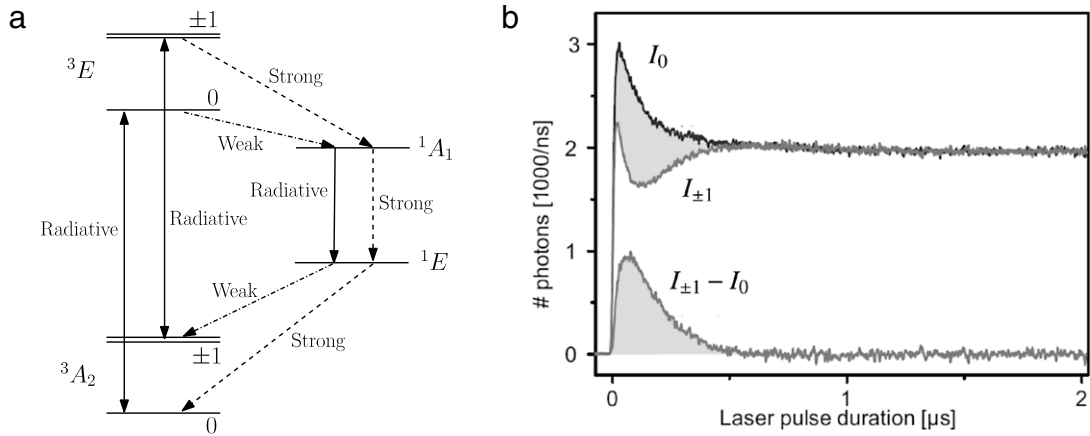 a
±1
³E
0
Strong
Weak
¹A₁
Radiative
Radiative
Radiative
Strong
¹E
Weak
Strong
±1
³A₂
0
b
3
2
1
0
# photons [1000/ns]
I₀
I±₁
I±₁ − I₀
0
1
2
Laser pulse duration [μs]